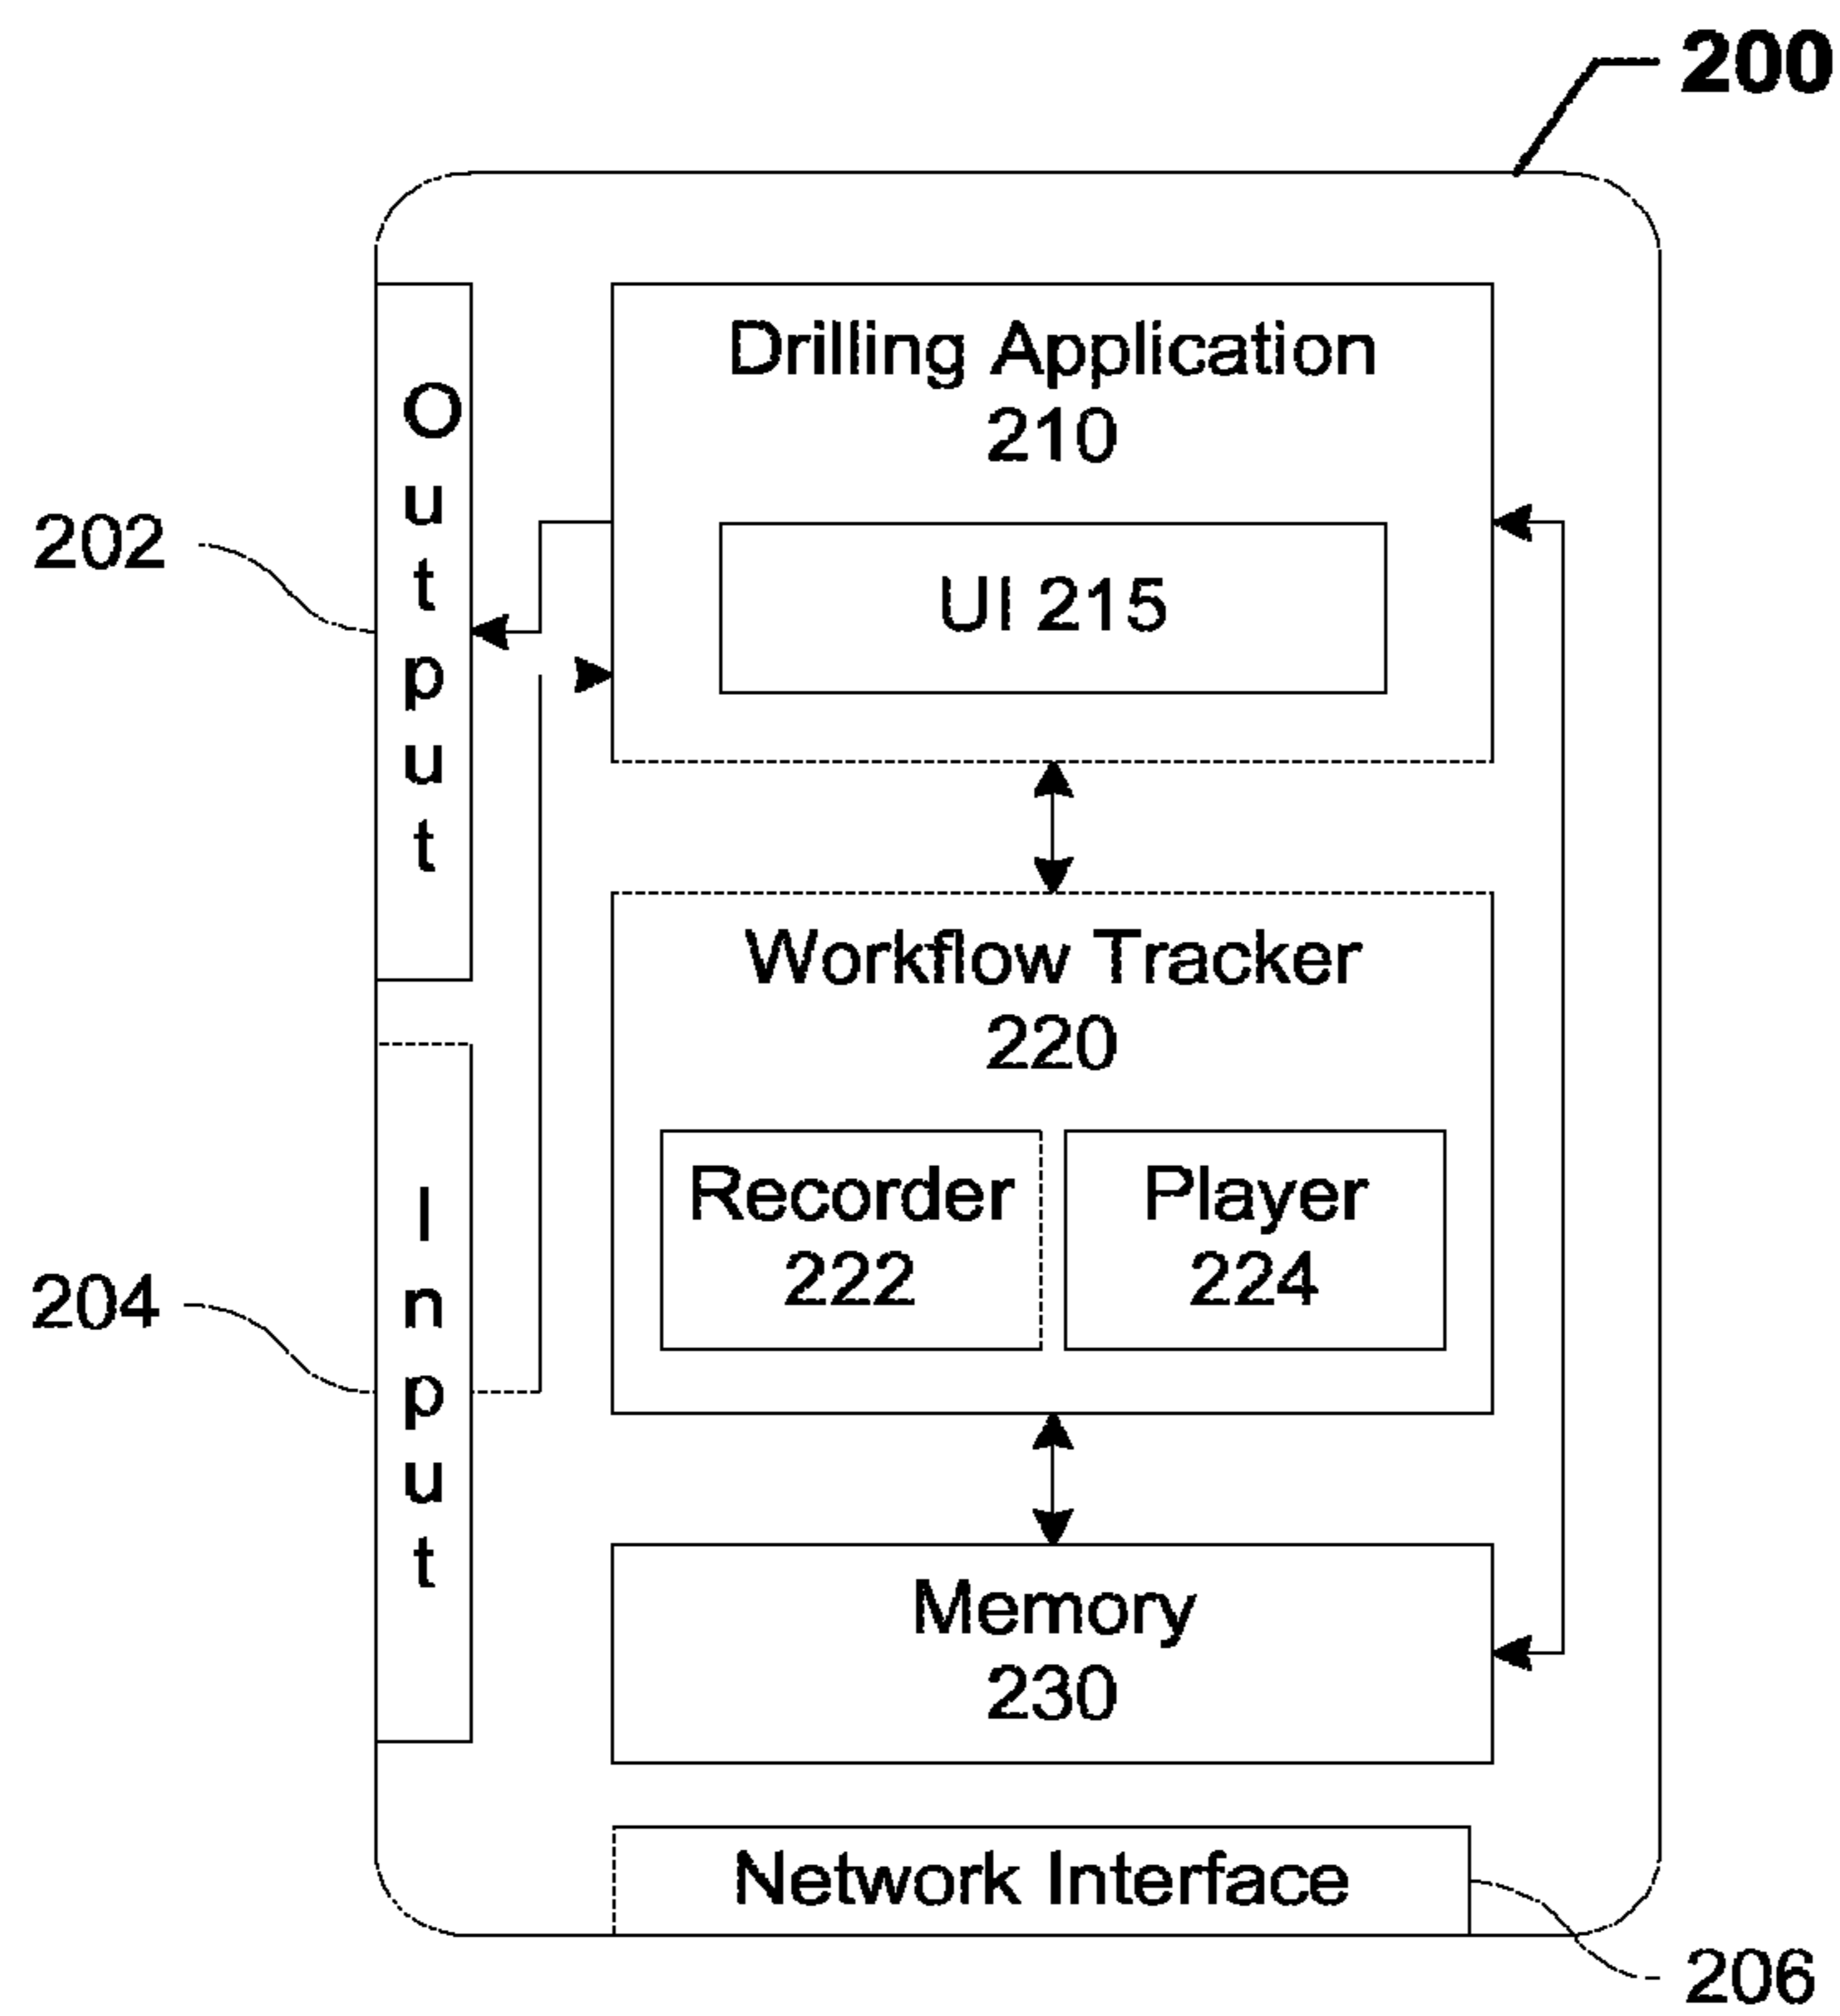 200
Drilling Application
210
UI 215
Output
202
Workflow Tracker
220
Recorder
222
Player
224
Input
204
Memory
230
Network Interface
206